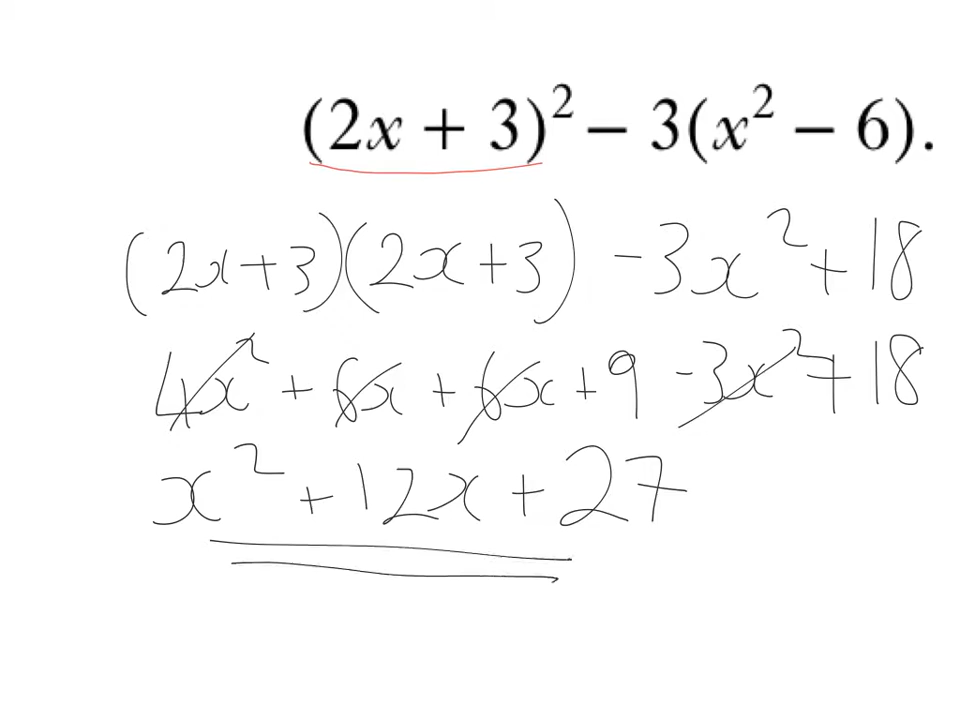 (2x + 3)² − 3(x² − 6).
(2x+3)(2x+3) -3x² +18
4x² + 6x + 6x +9 -3x² +18
x² +12x +27